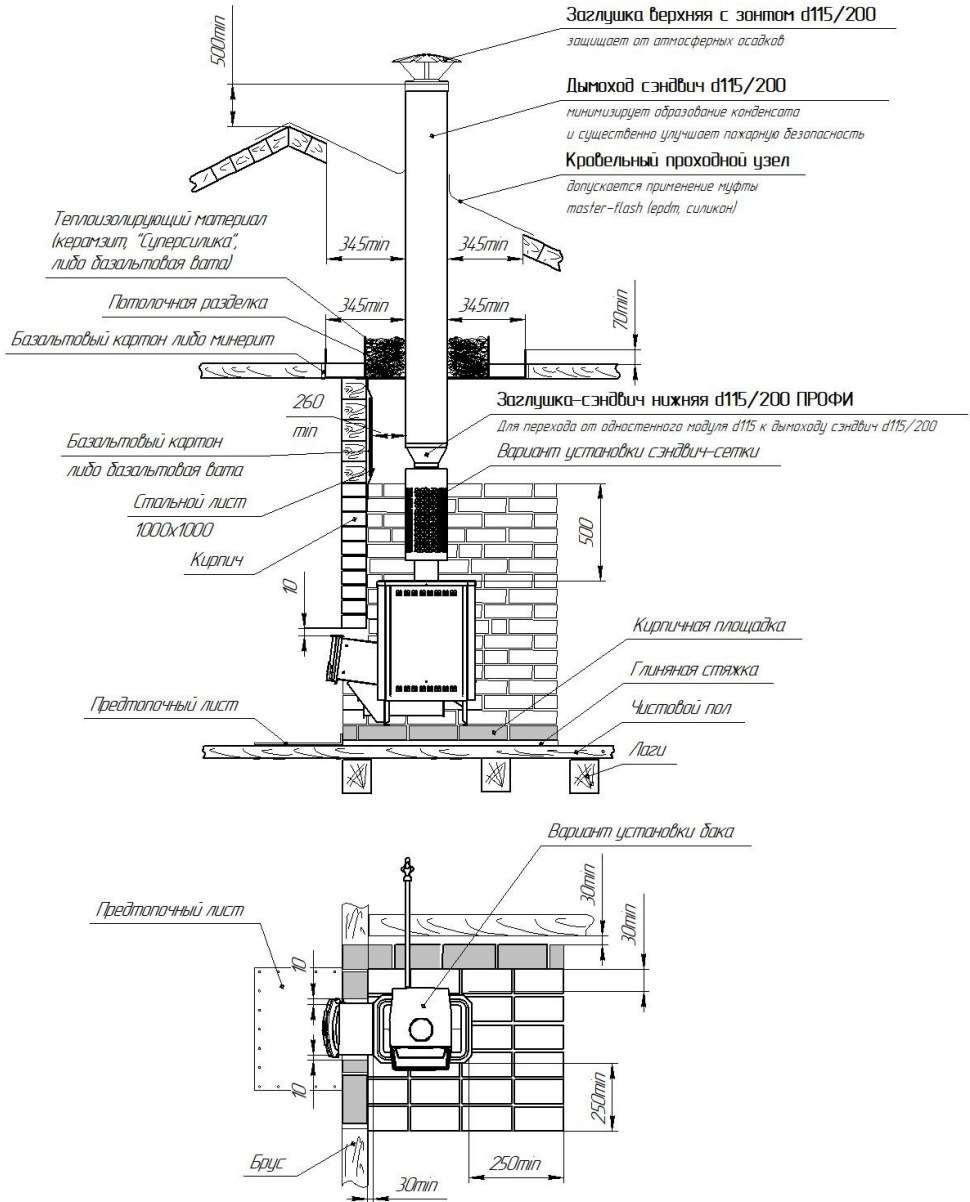 Заглушка верхняя с зонтом d115/200
защищает от атмосферных осадков
500min
Дымоход сэндвич d115/200
минимизирует образование конденсата
и существенно улучшает пожарную безопасность
Кровельный проходной узел
допускается применение муфты
master-flash (epdm, силикон)
Теплоизолирующий материал
(керамзит, "Суперсилика",
либо базальтовая вата)
345min
345min
Потолочная разделка
345min
345min
70min
Базальтовый картон либо минерит
260
min
Заглушка-сэндвич нижняя d115/200 ПРОФИ
Для перехода от одностенного модуля d115 к дымоходу сэндвич d115/200
Базальтовый картон
либо базальтовая вата
Вариант установки сэндвич-сетки
Стальной лист
1000х1000
500
Кирпич
10
Кирпичная площадка
Глиняная стяжка
Предтопочный лист
Чистовой пол
Лаги
Вариант установки бака
30min
30min
Предтопочный лист
10
10
250min
Брус
250min
30min